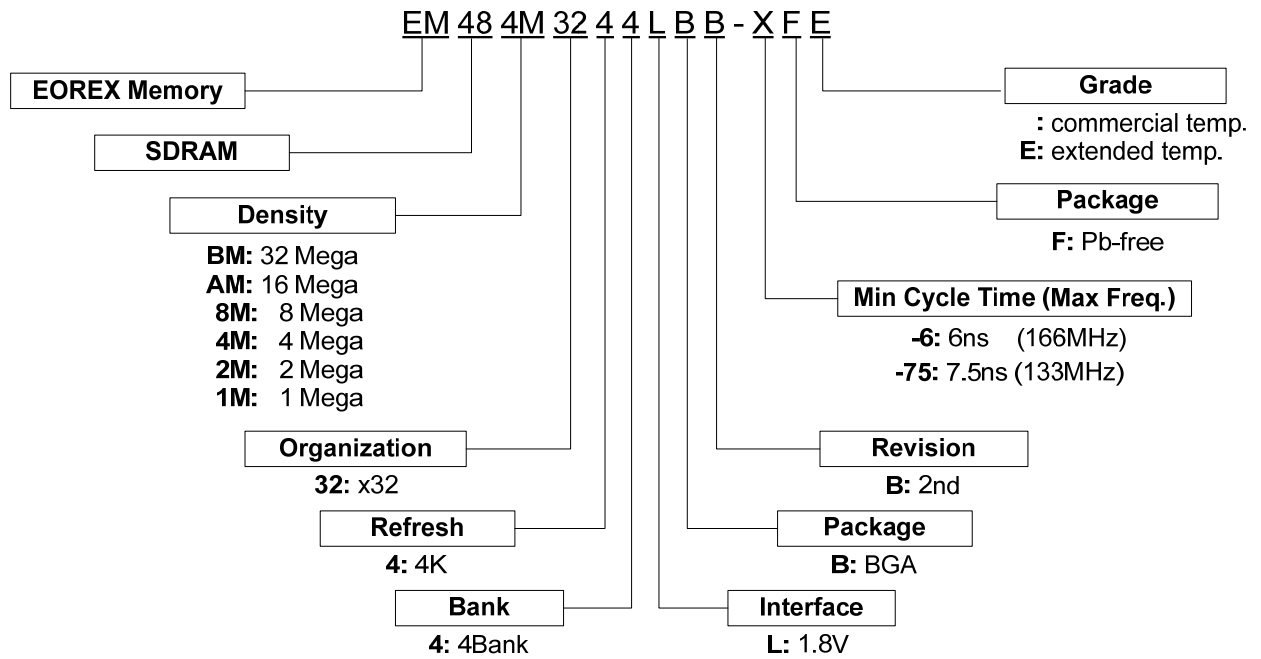 EM 48 4M 32 4 4 L B B - X F E
EOREX Memory
SDRAM
Density
BM: 32 Mega
AM: 16 Mega
8M: 8 Mega
4M: 4 Mega
2M: 2 Mega
1M: 1 Mega
Organization
32: x32
Refresh
4: 4K
Bank
4: 4Bank
Grade
: commercial temp.
E: extended temp.
Package
F: Pb-free
Min Cycle Time (Max Freq.)
-6: 6ns (166MHz)
-75: 7.5ns (133MHz)
Revision
B: 2nd
Package
B: BGA
Interface
L: 1.8V